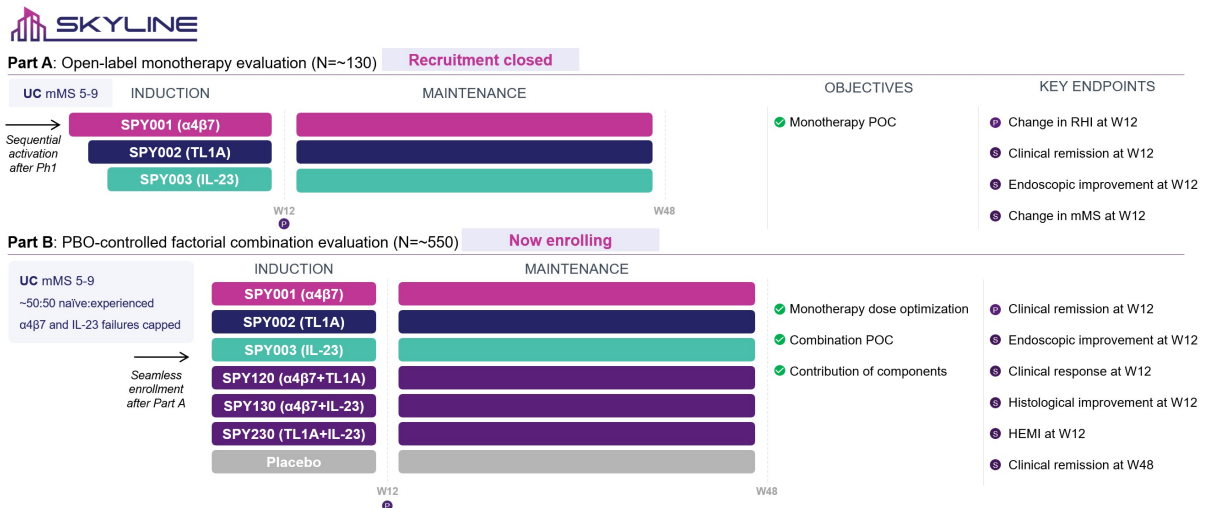 SKYLINE
Part A: Open-label monotherapy evaluation (N=~130)
Recruitment closed
UC mMS 5-9
INDUCTION
MAINTENANCE
OBJECTIVES
KEY ENDPOINTS
Sequential
activation
after Ph1
SPY001 (α4β7)
SPY002 (TL1A)
SPY003 (IL-23)
W12
P
W48
Monotherapy POC
P Change in RHI at W12
S Clinical remission at W12
S Endoscopic improvement at W12
S Change in mMS at W12
Part B: PBO-controlled factorial combination evaluation (N=~550)
Now enrolling
UC mMS 5-9
~50:50 naïve:experienced
α4β7 and IL-23 failures capped
Seamless
enrollment
after Part A
INDUCTION
MAINTENANCE
SPY001 (α4β7)
SPY002 (TL1A)
SPY003 (IL-23)
SPY120 (α4β7+TL1A)
SPY130 (α4β7+IL-23)
SPY230 (TL1A+IL-23)
Placebo
W12
P
W48
Monotherapy dose optimization
Combination POC
Contribution of components
P Clinical remission at W12
S Endoscopic improvement at W12
S Clinical response at W12
S Histological improvement at W12
S HEMI at W12
S Clinical remission at W48